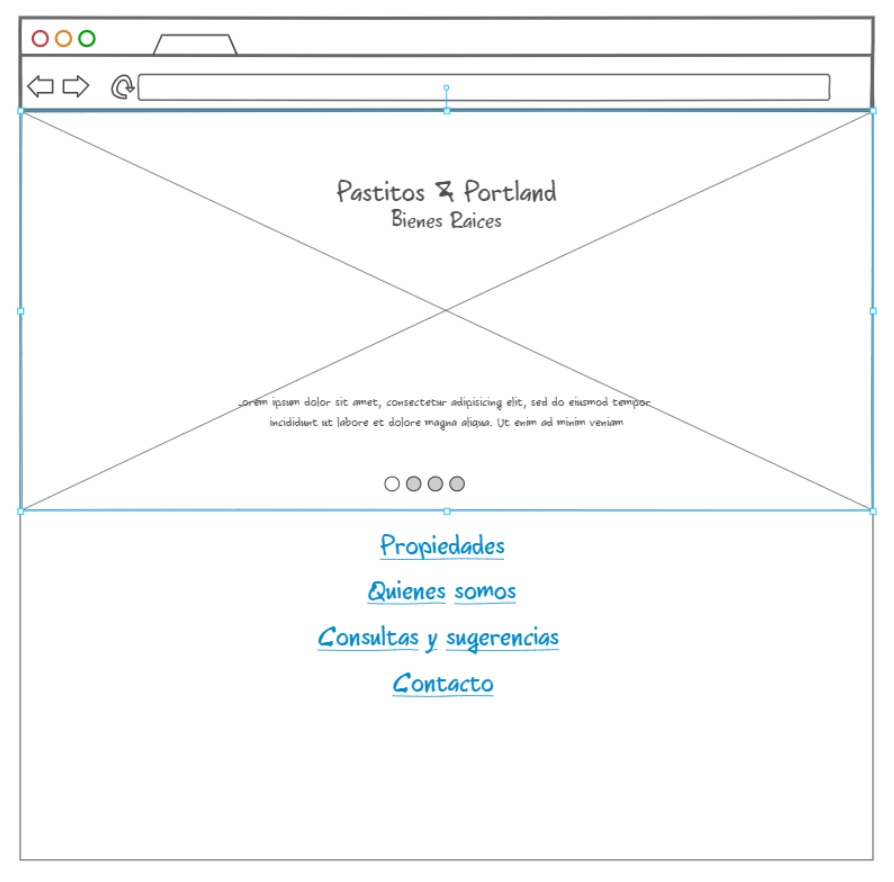 Pastitos & Portland
Bienes Raices
Lorem ipsum dolor sit amet, consectetur adipisicing elit, sed do eiusmod tempor
incididunt ut labore et dolore magna aliqua. Ut enim ad minim veniam
Propiedades
Quienes somos
Consultas y sugerencias
Contacto